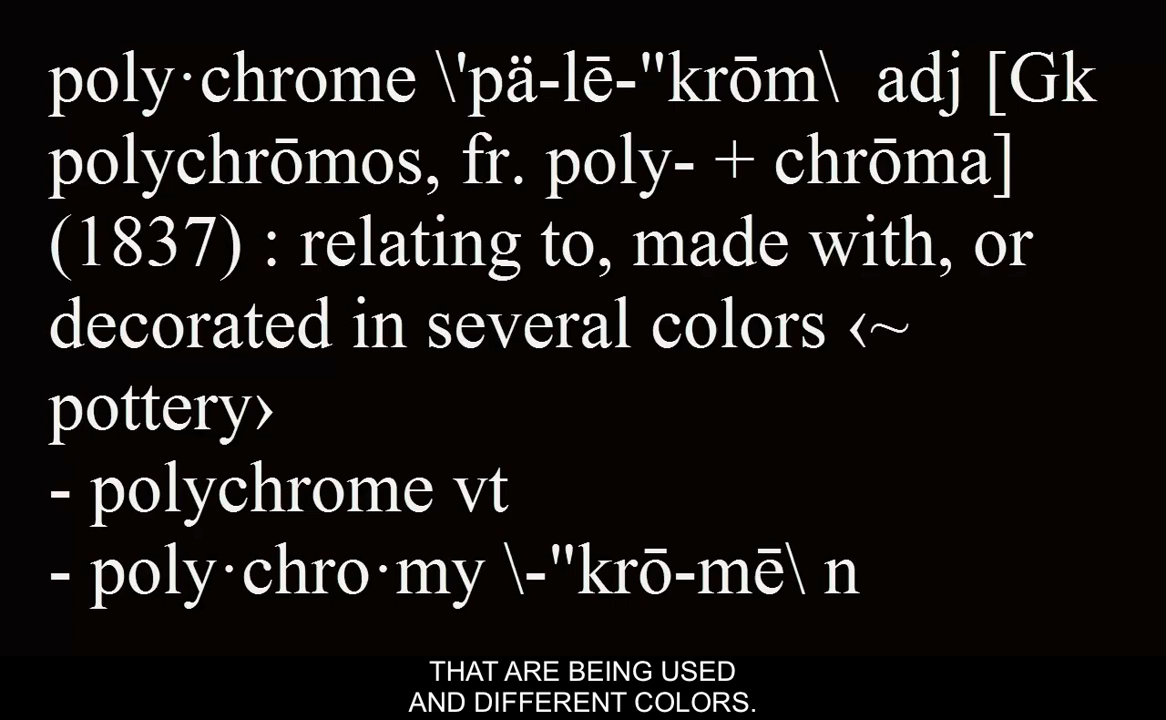 poly·chrome \'pä-lē-"krōm\ adj [Gk
polychrōmos, fr. poly- + chrōma]
(1837) : relating to, made with, or
decorated in several colors ‹~
pottery›
- polychrome vt
- poly·chro·my \-"krō-mē\ n
THAT ARE BEING USED
AND DIFFERENT COLORS.